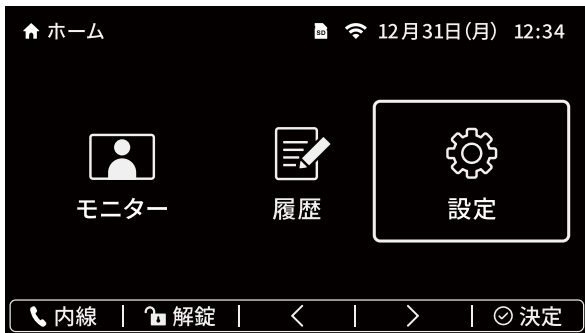 ホーム SD 12月31日(月) 12:34
モニター 履歴 設定
内線 | 解錠 | < | > | 決定